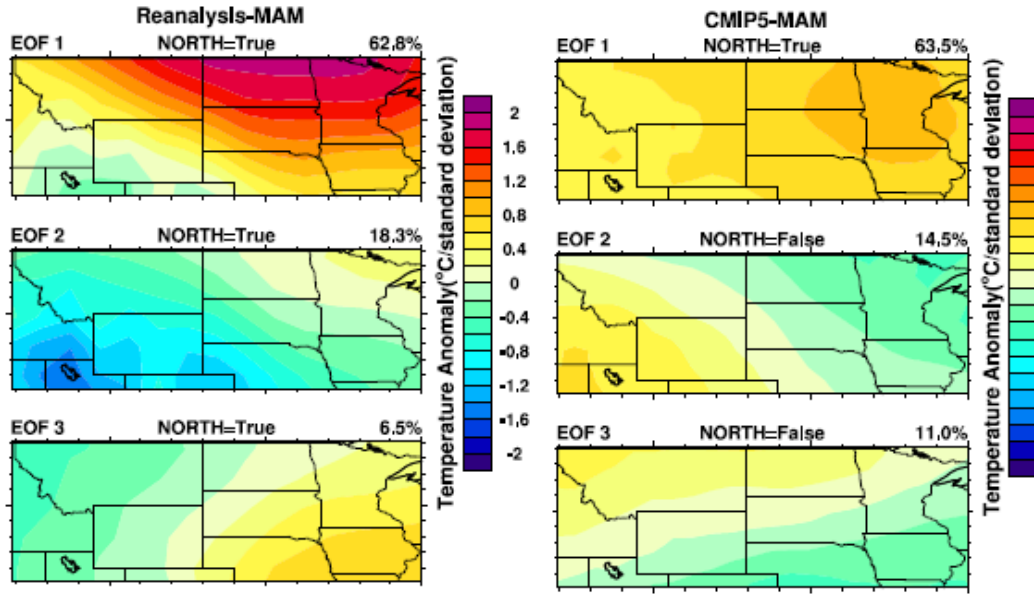 Reanalysis-MAM
EOF 1 NORTH=True 62.8%
EOF 2 NORTH=True 18.3%
EOF 3 NORTH=True 6.5%
2
1.6
1.2
0.8
0.4
0
-0.4
-0.8
-1.2
-1.6
-2
Temperature Anomaly(°C/standard deviation)
CMIP5-MAM
EOF 1 NORTH=True 63.5%
EOF 2 NORTH=False 14.5%
EOF 3 NORTH=False 11.0%
Temperature Anomaly(°C/standard deviation)